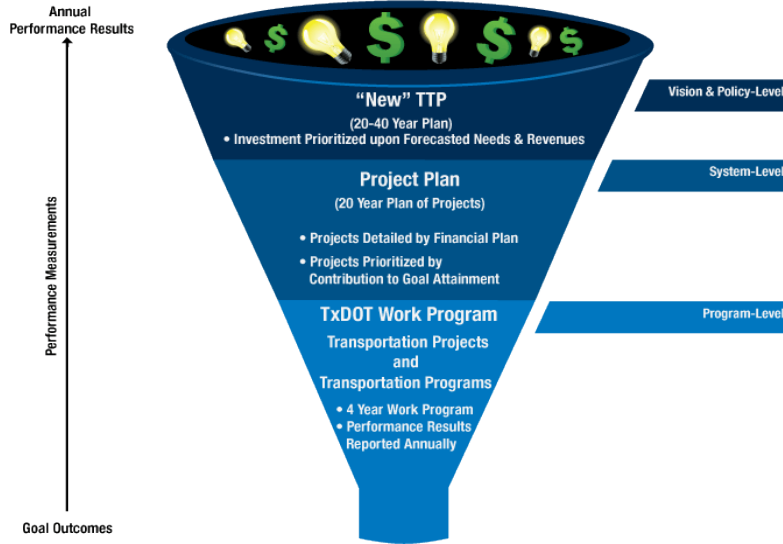 Annual
Performance Results
“New” TTP
(20-40 Year Plan)
• Investment Prioritized upon Forecasted Needs & Revenues
Vision & Policy-Level
Project Plan
(20 Year Plan of Projects)
• Projects Detailed by Financial Plan
• Projects Prioritized by
Contribution to Goal Attainment
System-Level
TxDOT Work Program
Transportation Projects
and
Transportation Programs
• 4 Year Work Program
• Performance Results
Reported Annually
Program-Level
Performance Measurements
Goal Outcomes